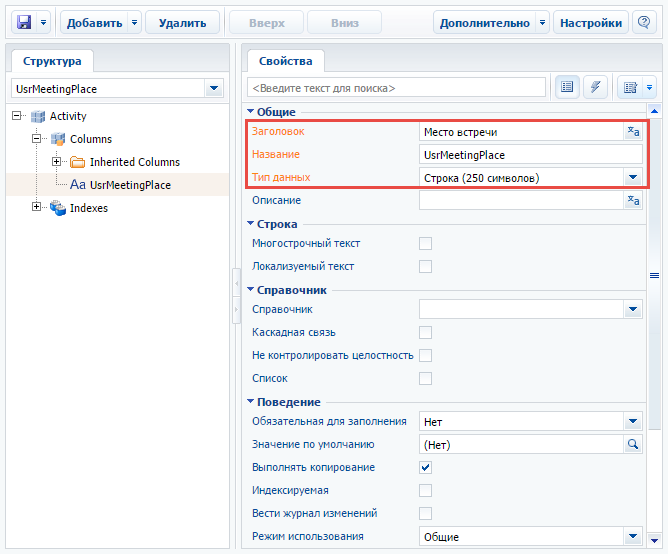 Добавить Удалить Вверх Вниз Дополнительно Настройки
Структура
UsrMeetingPlace
Activity
Columns
Inherited Columns
Aa UsrMeetingPlace
Indexes
Свойства
<Введите текст для поиска>
Общие
Заголовок Место встречи
Название UsrMeetingPlace
Тип данных Строка (250 символов)
Описание
Строка
Многострочный текст
Локализуемый текст
Справочник
Справочник
Каскадная связь
Не контролировать целостность
Список
Поведение
Обязательная для заполнения Нет
Значение по умолчанию (Нет)
Выполнять копирование
Индексируемая
Вести журнал изменений
Режим использования Общие